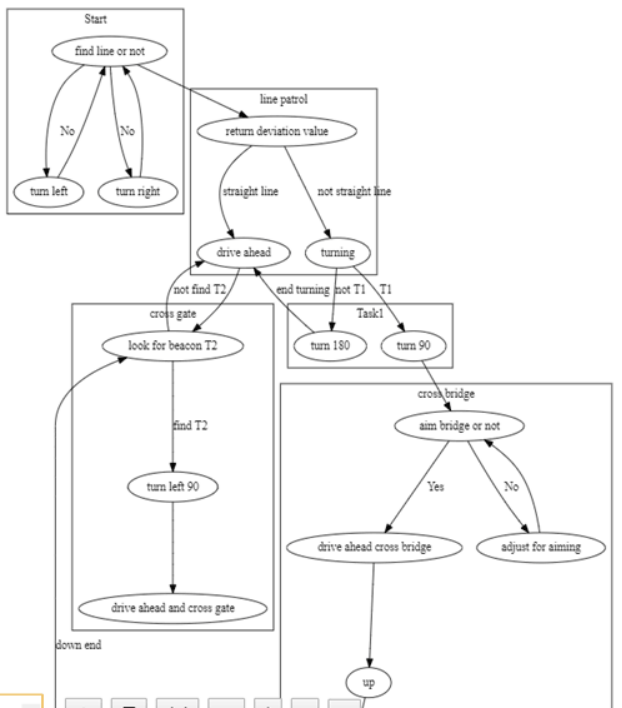 Start
find line or not
No
No
turn left
turn right
line patrol
return deviation value
straight line
not straight line
drive ahead
turning
not find T2
end turning
not T1
T1
cross gate
Task1
look for beacon T2
turn 180
turn 90
cross bridge
find T2
aim bridge or not
turn left 90
Yes
No
drive ahead cross bridge
adjust for aiming
drive ahead and cross gate
down end
up